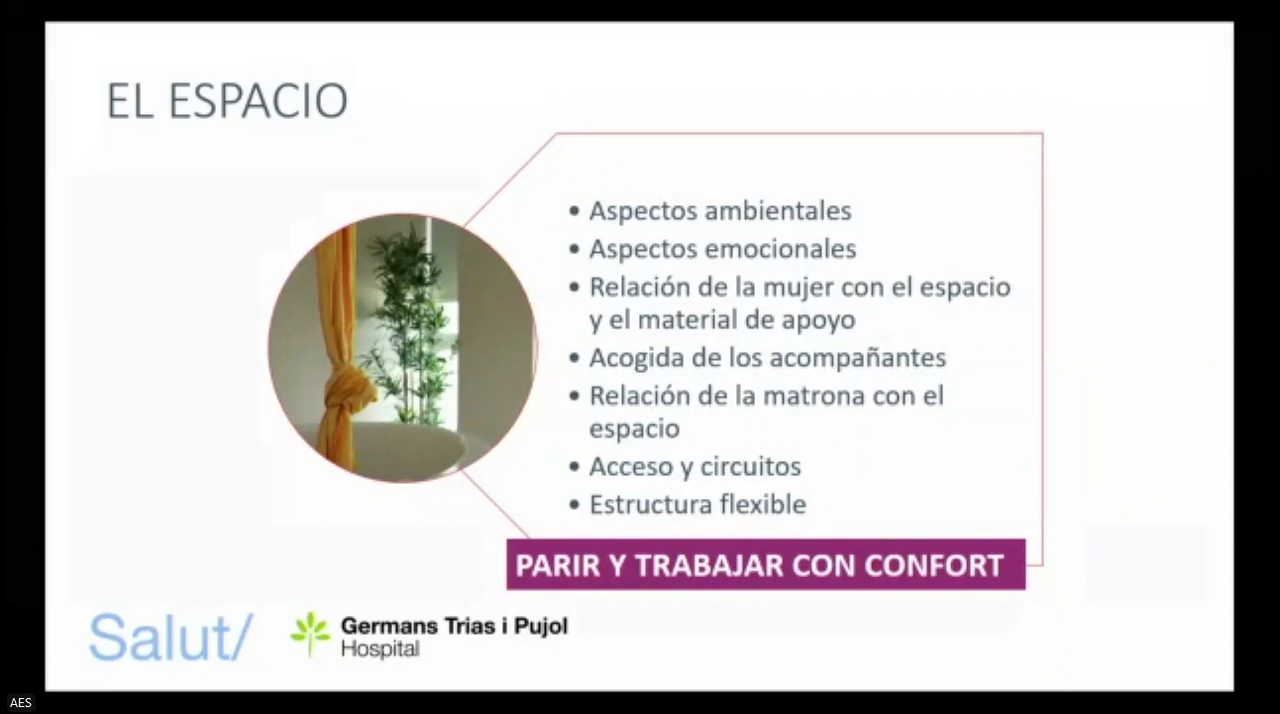 EL ESPACIO
• Aspectos ambientales
• Aspectos emocionales
• Relación de la mujer con el espacio
y el material de apoyo
• Acogida de los acompañantes
• Relación de la matrona con el
espacio
• Acceso y circuitos
• Estructura flexible
PARIR Y TRABAJAR CON CONFORT
Salut/
Germans Trias i Pujol
Hospital
AES